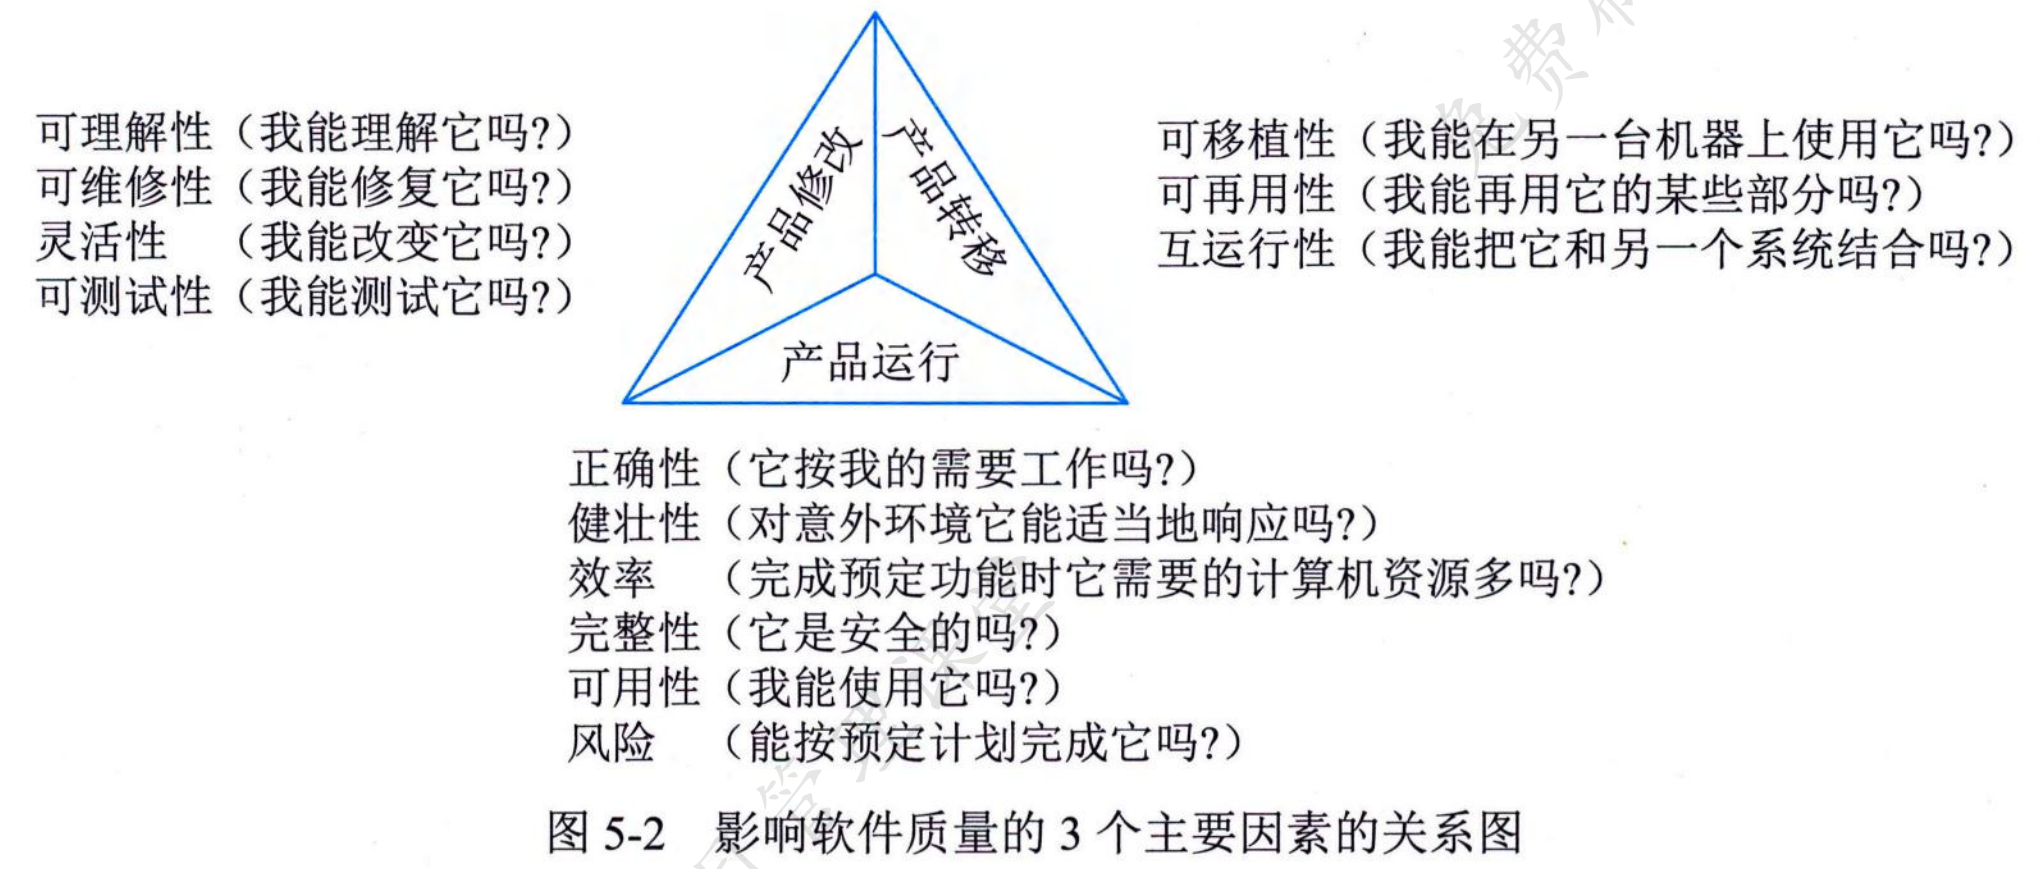 可理解性（我能理解它吗?）
可维修性（我能修复它吗?）
灵活性 （我能改变它吗?）
可测试性（我能测试它吗?）
产品修改
产品转移
产品运行
可移植性（我能在另一台机器上使用它吗?）
可再用性（我能再用它的某些部分吗?）
互运行性（我能把它和另一个系统结合吗?）
正确性（它按我的需要工作吗?）
健壮性（对意外环境它能适当地响应吗?）
效率 （完成预定功能时它需要的计算机资源多吗?）
完整性（它是安全的吗?）
可用性（我能使用它吗?）
风险 （能按预定计划完成它吗?）
图 5-2 影响软件质量的 3 个主要因素的关系图
免费
管理课堂